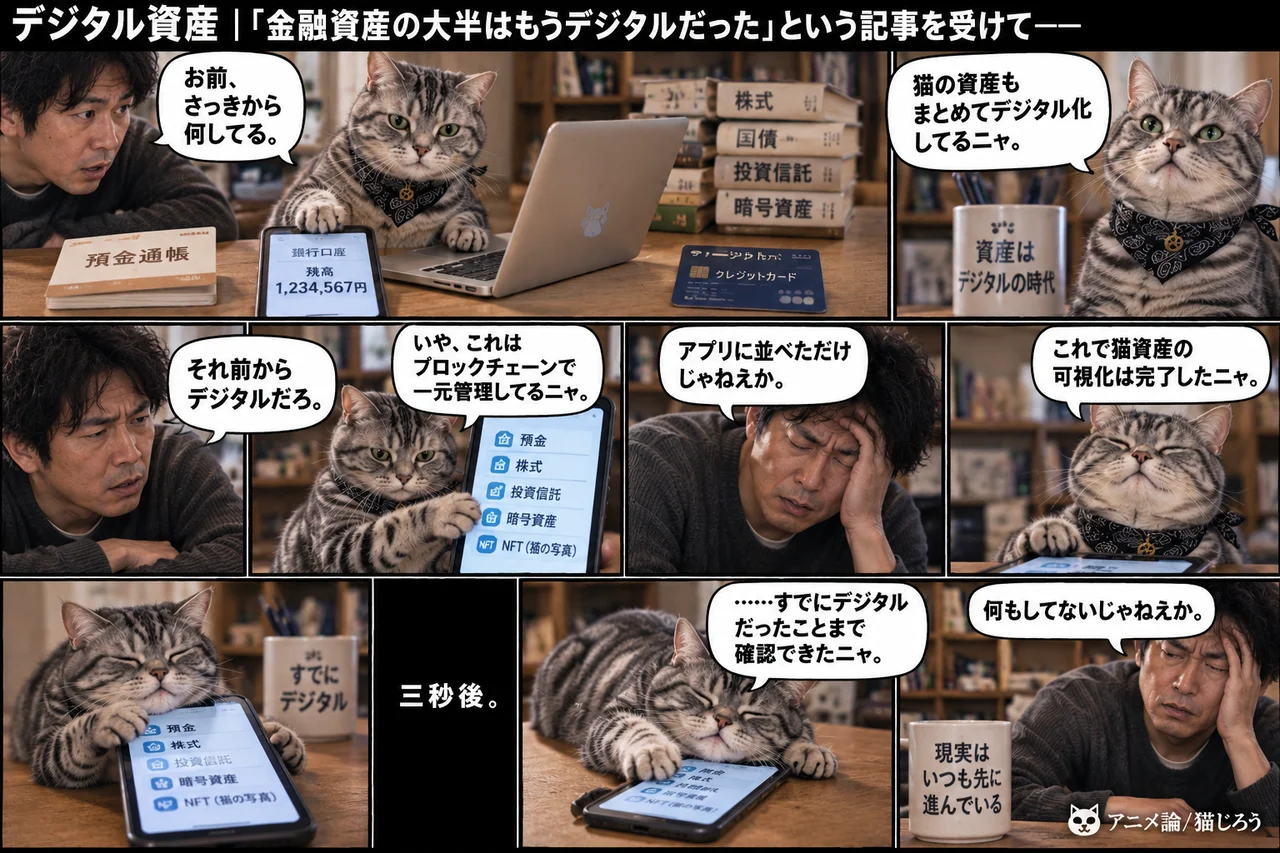 デジタル資産｜「金融資産の大半はもうデジタルだった」という記事を受けて――
お前、
さっきから
何してる。
預金通帳
銀行口座
残高
1,234,567円
株式
国債
投資信託
暗号資産
クレジットカード
猫の資産も
まとめてデジタル化
してるニャ。
資産は
デジタルの時代
それ前から
デジタルだろ。
いや、これは
ブロックチェーンで
一元管理してるニャ。
預金
株式
投資信託
暗号資産
NFT
NFT(猫の写真)
アプリに並べただけ
じゃねえか。
これで猫資産の
可視化は完了したニャ。
すでに
デジタル
預金
株式
投資信託
暗号資産
NFT(猫の写真)
三秒後。
……すでにデジタル
だったことまで
確認できたニャ。
預金
株式
暗号資産
NFT(猫の写真)
何もしてないじゃねえか。
現実は
いつも先に
進んでいる
アニメ論/猫じろう